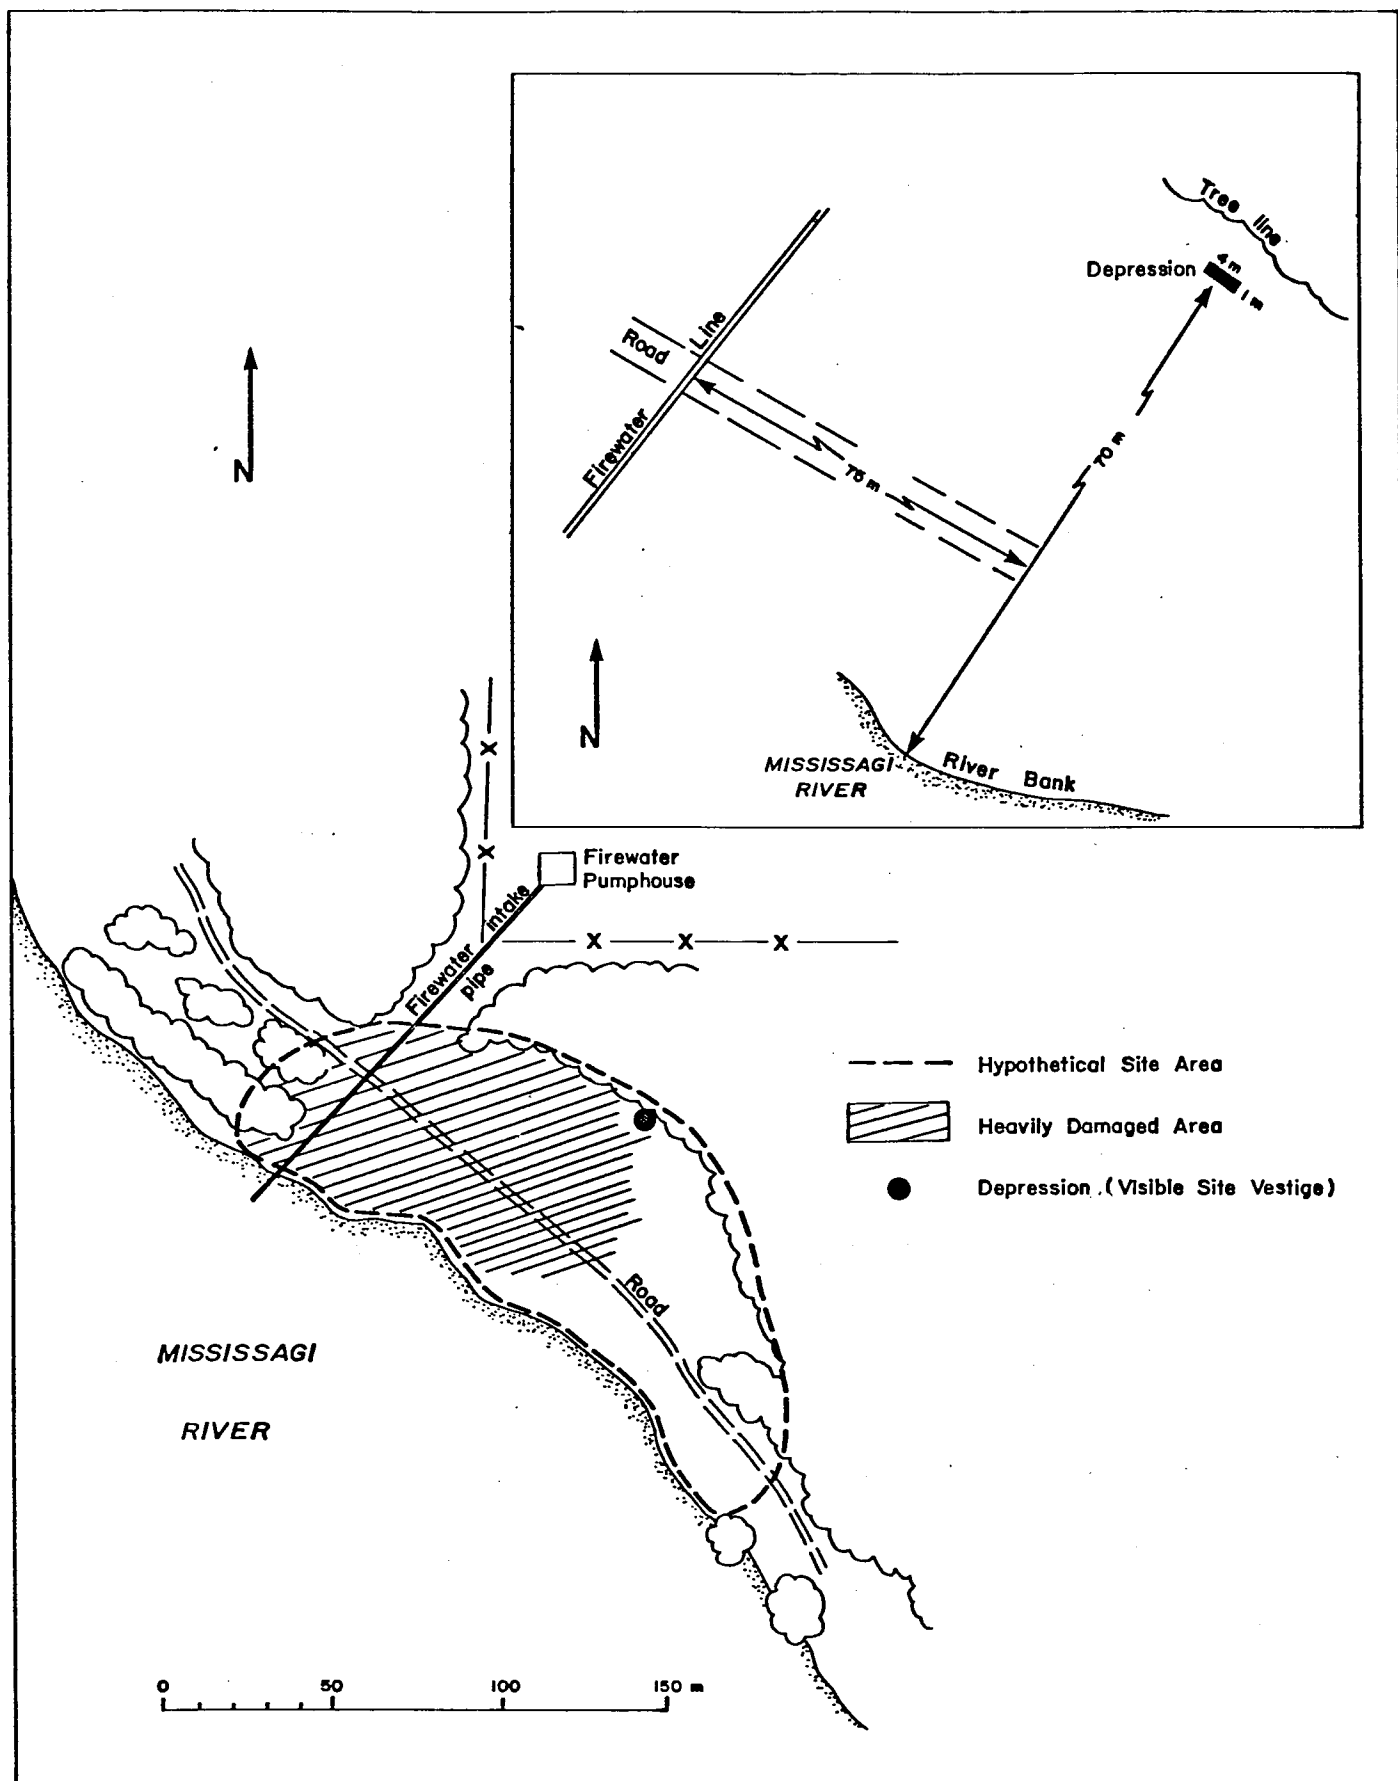 Tree line
Depression
4 m
1 m
Line
Road
Firewater
75 m
70 m
N
N
MISSISSAGI
RIVER
River Bank
X
X
Firewater
Pumphouse
Firewater intake
pipe
X X X
Hypothetical Site Area
Heavily Damaged Area
Depression (Visible Site Vestige)
Road
MISSISSAGI
RIVER
0 50 100 150 m